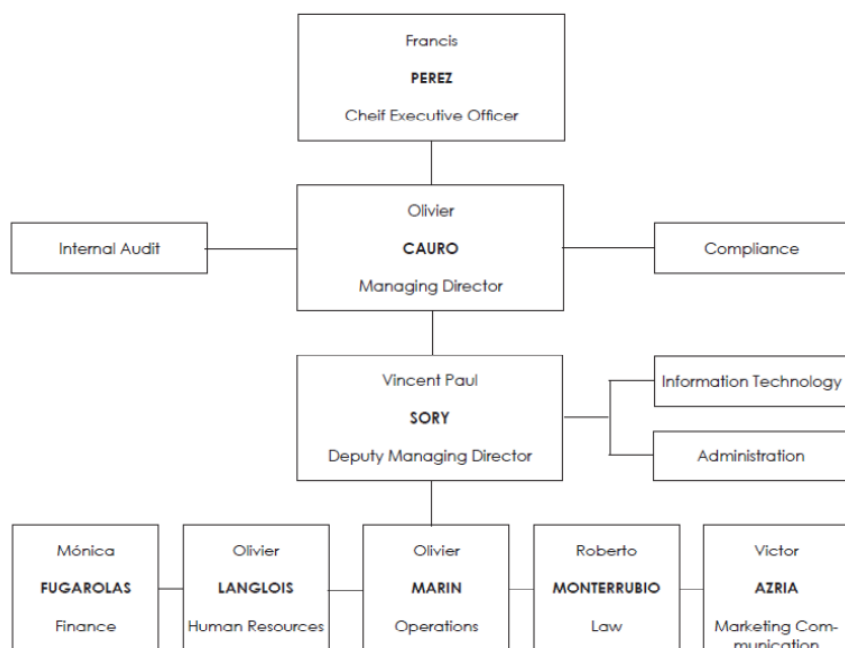 Francis
PEREZ
Cheif Executive Officer
Olivier
CAURO
Managing Director
Internal Audit
Compliance
Vincent Paul
SORY
Deputy Managing Director
Information Technology
Administration
Mónica
FUGAROLAS
Finance
Olivier
LANGLOIS
Human Resources
Olivier
MARIN
Operations
Roberto
MONTERRUBIO
Law
Victor
AZRIA
Marketing Com-
munication